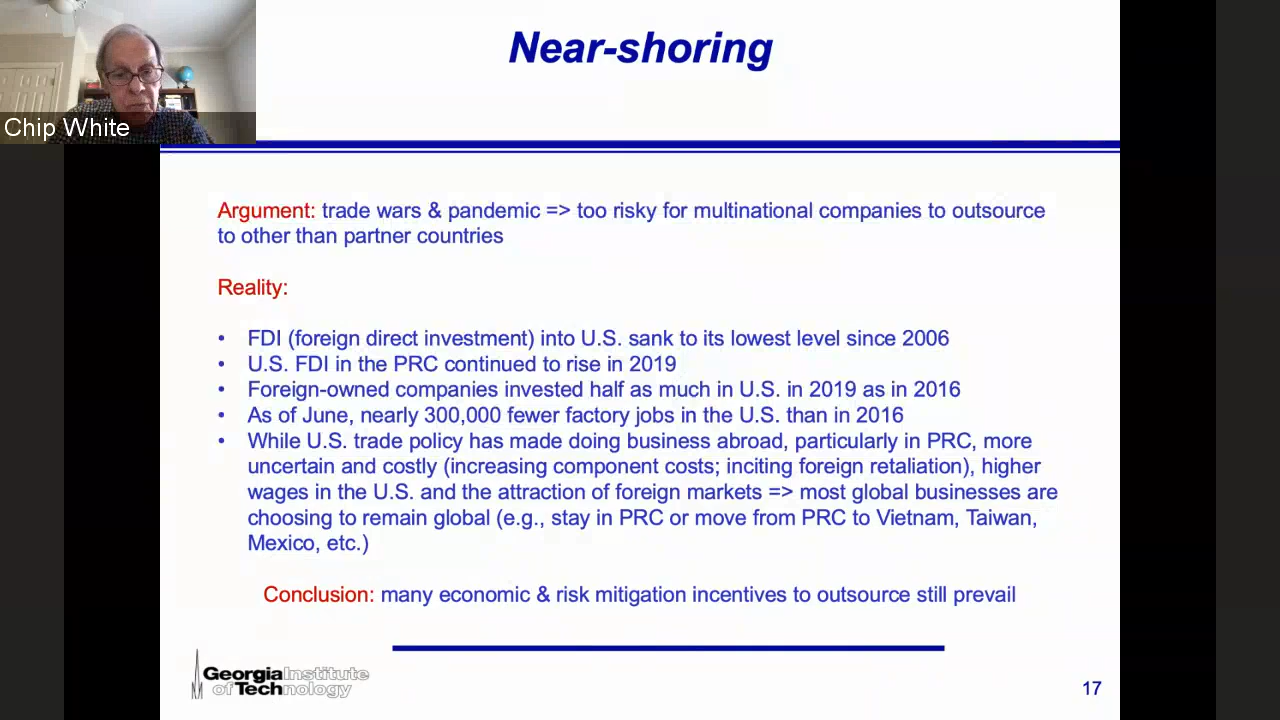 Near-shoring
Chip White
Argument: trade wars & pandemic => too risky for multinational companies to outsource
to other than partner countries
Reality:
• FDI (foreign direct investment) into U.S. sank to its lowest level since 2006
• U.S. FDI in the PRC continued to rise in 2019
• Foreign-owned companies invested half as much in U.S. in 2019 as in 2016
• As of June, nearly 300,000 fewer factory jobs in the U.S. than in 2016
• While U.S. trade policy has made doing business abroad, particularly in PRC, more
uncertain and costly (increasing component costs; inciting foreign retaliation), higher
wages in the U.S. and the attraction of foreign markets => most global businesses are
choosing to remain global (e.g., stay in PRC or move from PRC to Vietnam, Taiwan,
Mexico, etc.)
Conclusion: many economic & risk mitigation incentives to outsource still prevail
Georgia Institute
of Technology
17